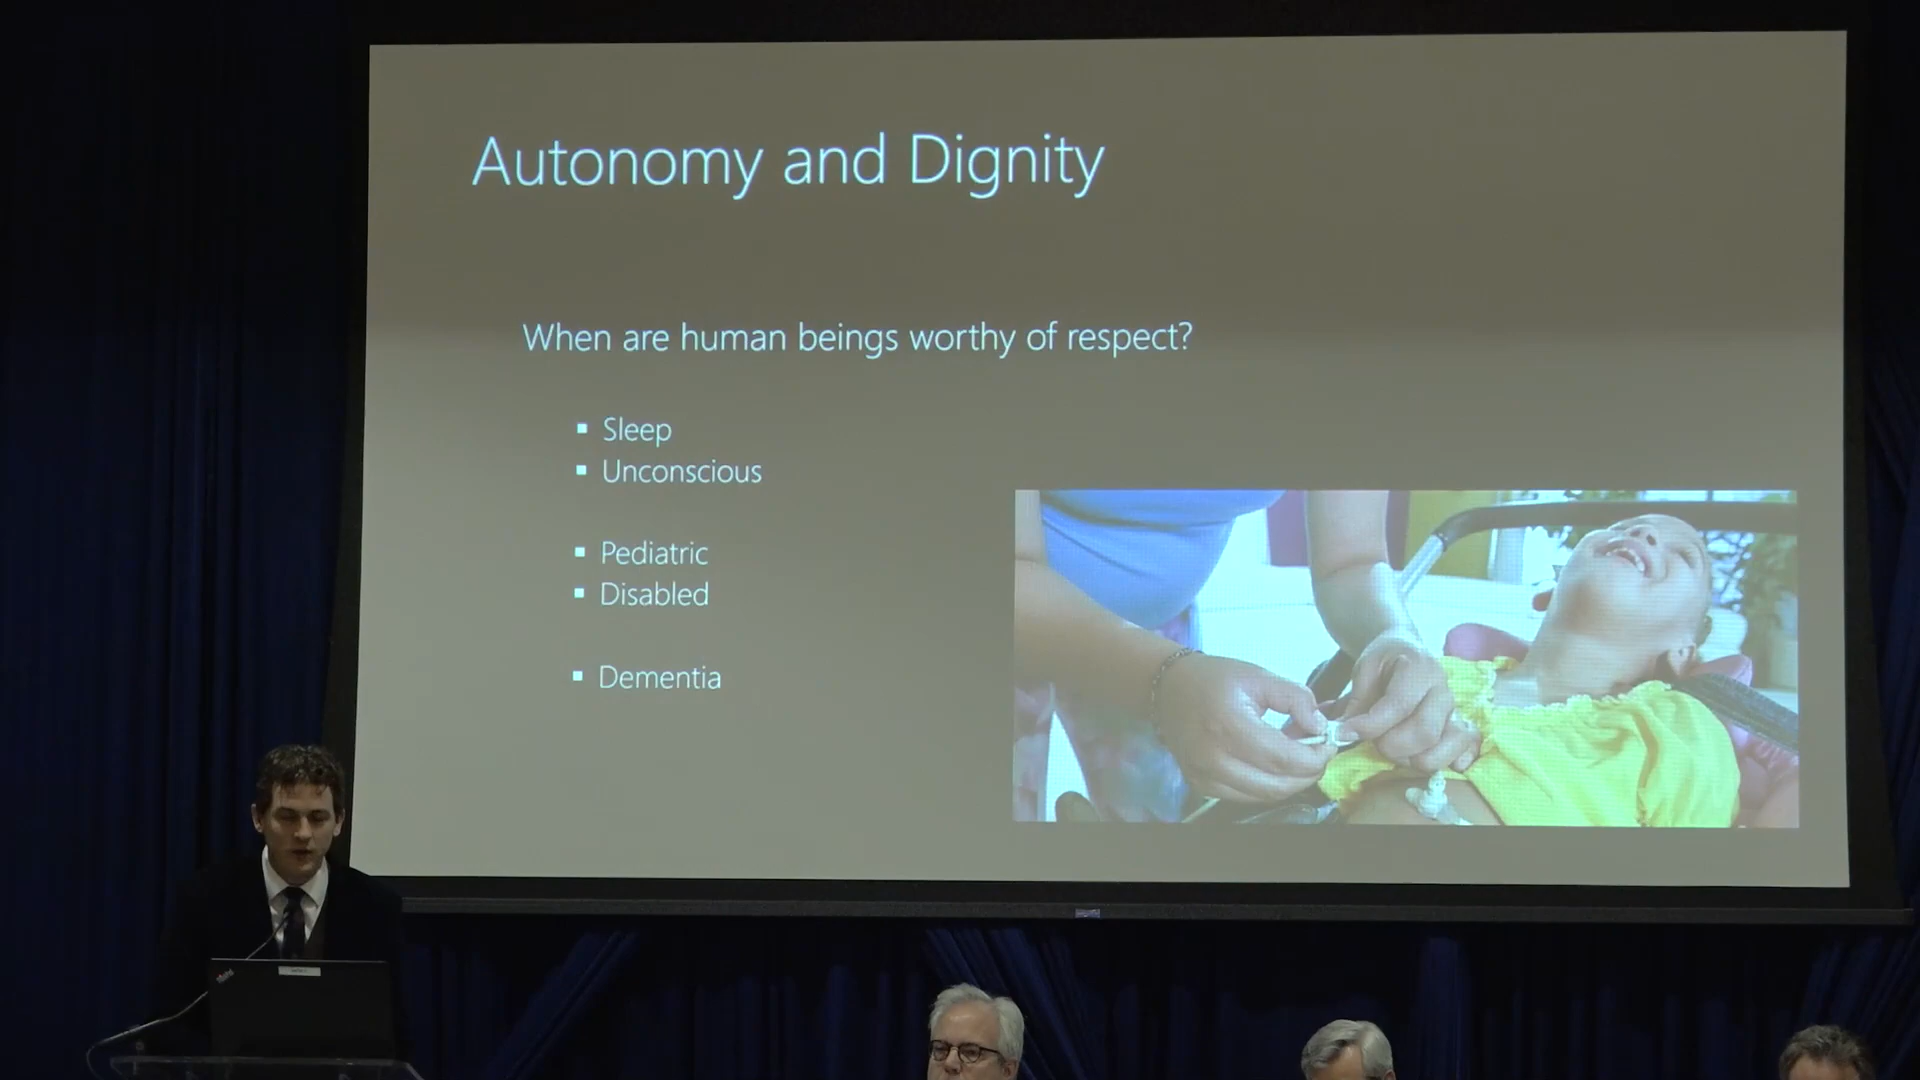 Autonomy and Dignity
When are human beings worthy of respect?
Sleep
Unconscious
Pediatric
Disabled
Dementia